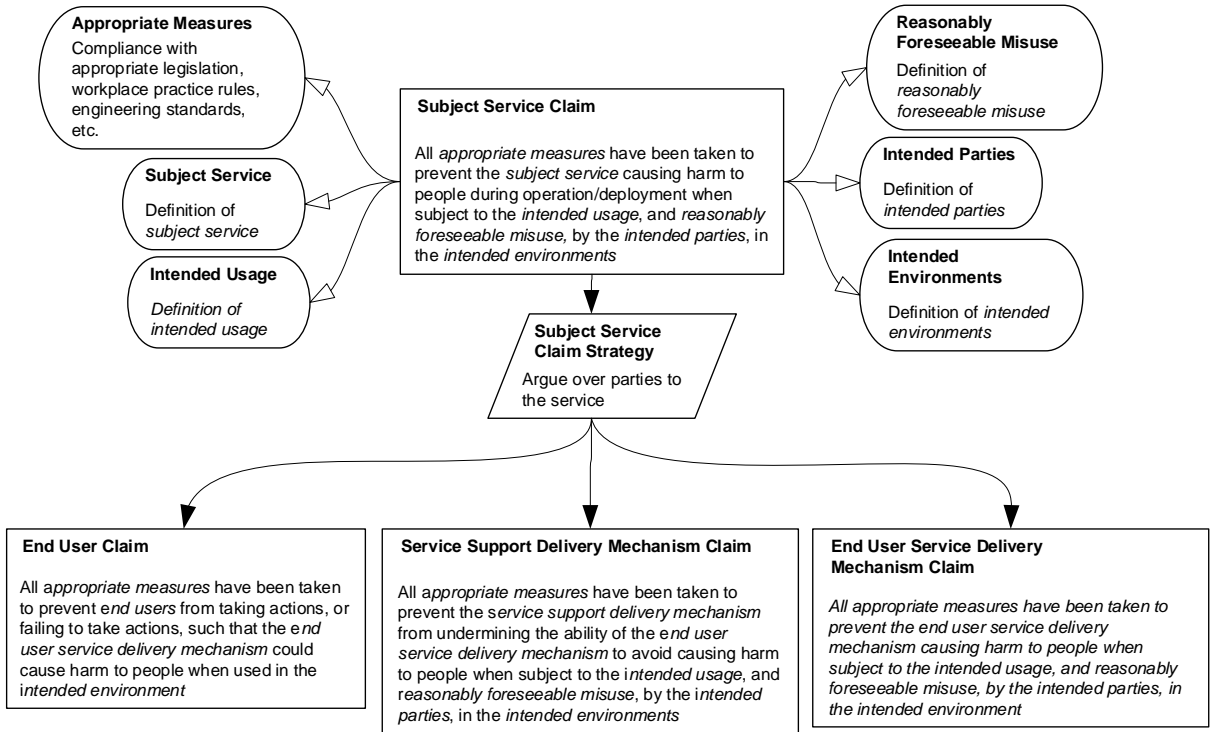 Appropriate Measures
Compliance with
appropriate legislation,
workplace practice rules,
engineering standards,
etc.
Subject Service
Definition of
subject service
Intended Usage
Definition of
intended usage
Subject Service Claim
All appropriate measures have been taken to
prevent the subject service causing harm to
people during operation/deployment when
subject to the intended usage, and reasonably
foreseeable misuse, by the intended parties, in
the intended environments
Reasonably
Foreseeable Misuse
Definition of
reasonably
foreseeable misuse
Intended Parties
Definition of
intended parties
Intended
Environments
Definition of intended
environments
Subject Service
Claim Strategy
Argue over parties to
the service
End User Claim
All appropriate measures have been taken
to prevent end users from taking actions, or
failing to take actions, such that the end
user service delivery mechanism could
cause harm to people when used in the
intended environment
Service Support Delivery Mechanism Claim
All appropriate measures have been taken to
prevent the service support delivery mechanism
from undermining the ability of the end user
service delivery mechanism to avoid causing harm
to people when subject to the intended usage, and
reasonably foreseeable misuse, by the intended
parties, in the intended environments
End User Service Delivery
Mechanism Claim
All appropriate measures have been taken to
prevent the end user service delivery
mechanism causing harm to people when
subject to the intended usage, and reasonably
foreseeable misuse, by the intended parties, in
the intended environment